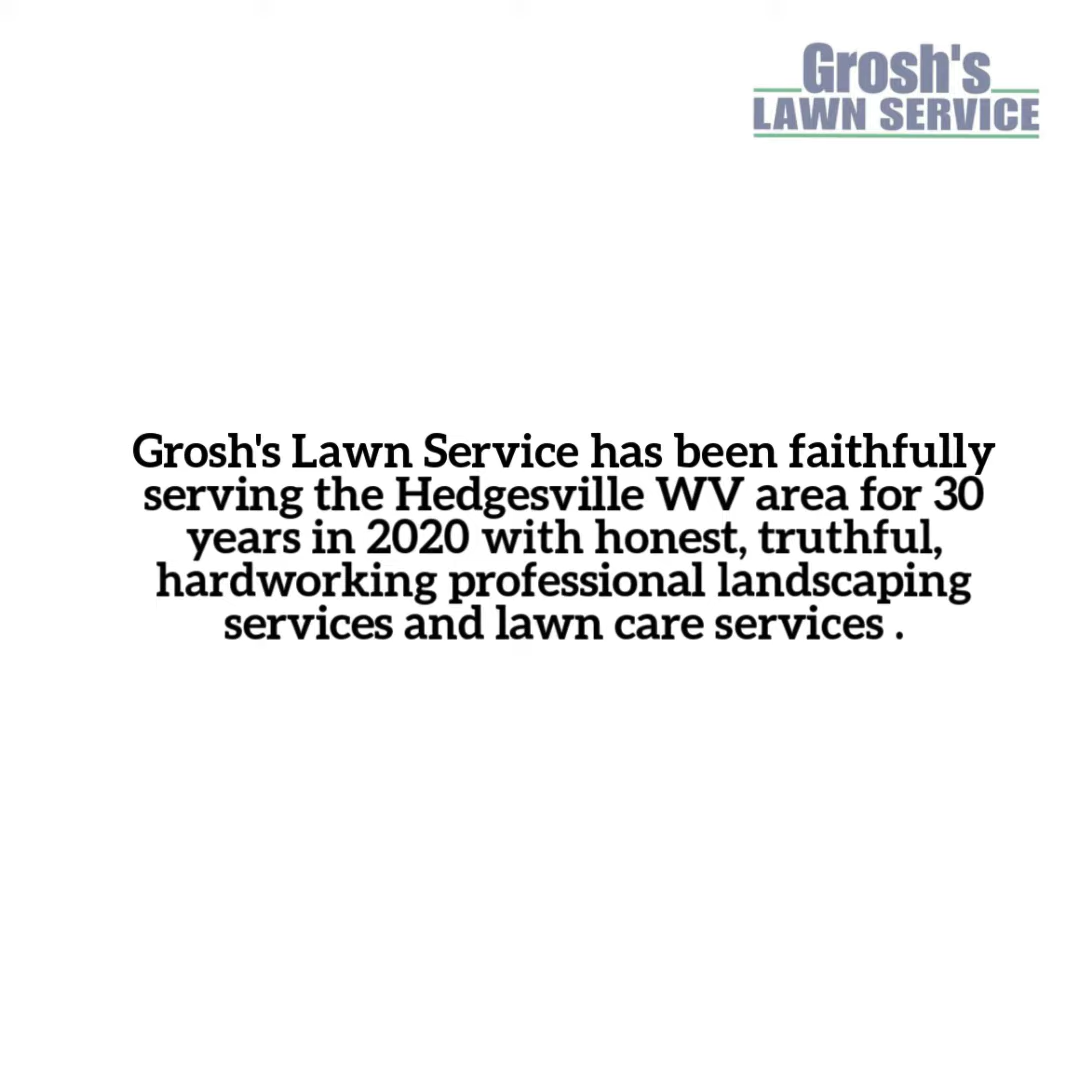 Grosh's
LAWN SERVICE
Grosh's Lawn Service has been faithfully
serving the Hedgesville WV area for 30
years in 2020 with honest, truthful,
hardworking professional landscaping
services and lawn care services .